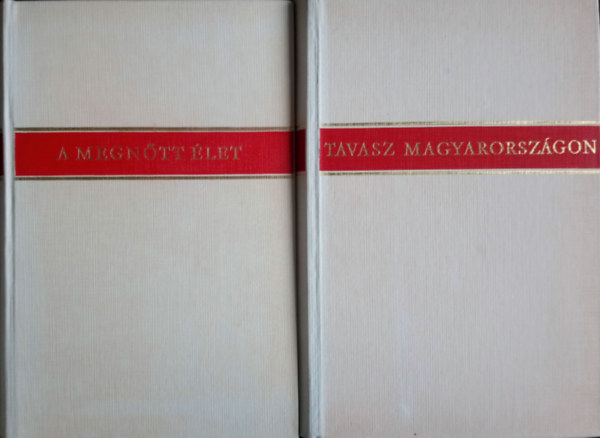 A MEGNŐTT ÉLET
TAVASZ MAGYARORSZÁGON